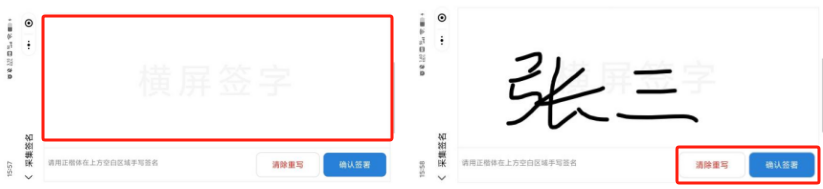 15:57
采集签名
横屏签字
请用正楷体在上方空白区域手写签名
清除重写
确认签署
15:58
采集签名
横屏签字
张三
请用正楷体在上方空白区域手写签名
清除重写
确认签署